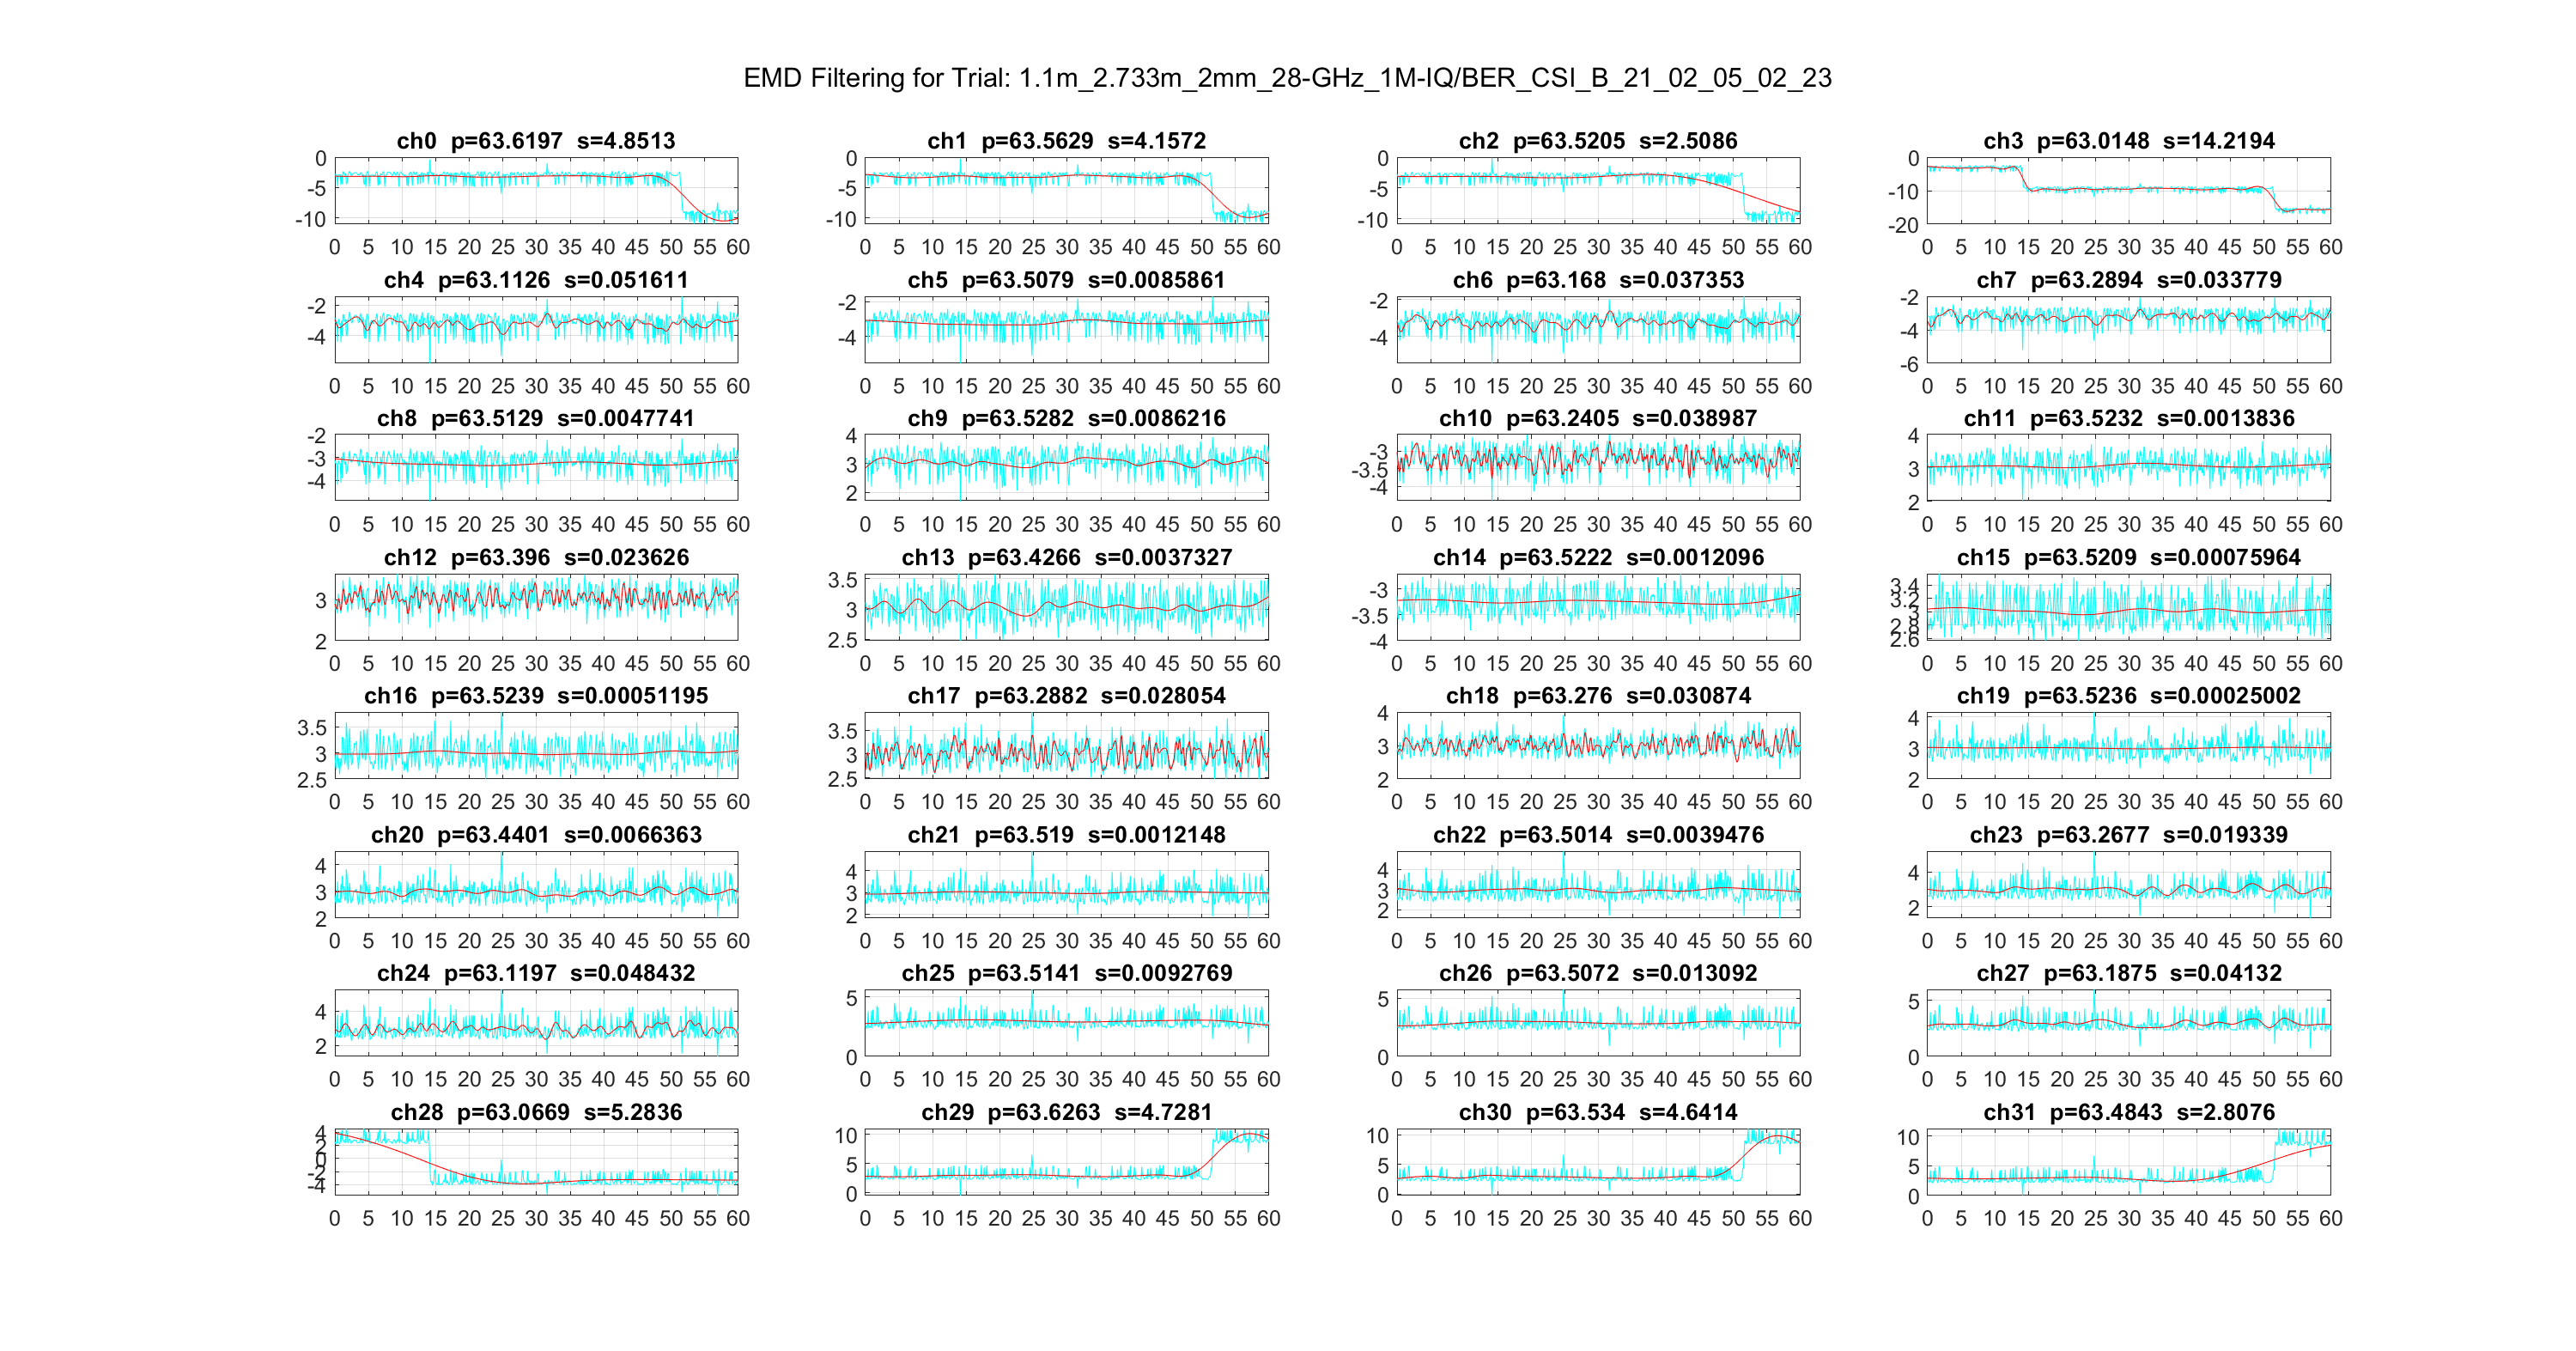 EMD Filtering for Trial: 1.1m_2.733m_2mm_28-GHz_1M-IQ/BER_CSI_B_21_02_05_02_23
ch0 p=63.6197 s=4.8513
0
-5
-10
0 5 10 15 20 25 30 35 40 45 50 55 60
ch1 p=63.5629 s=4.1572
0
-5
-10
0 5 10 15 20 25 30 35 40 45 50 55 60
ch2 p=63.5205 s=2.5086
0
-5
-10
0 5 10 15 20 25 30 35 40 45 50 55 60
ch3 p=63.0148 s=14.2194
0
-10
-20
0 5 10 15 20 25 30 35 40 45 50 55 60
ch4 p=63.1126 s=0.051611
-2
-4
0 5 10 15 20 25 30 35 40 45 50 55 60
ch5 p=63.5079 s=0.0085861
-2
-4
0 5 10 15 20 25 30 35 40 45 50 55 60
ch6 p=63.168 s=0.037353
-2
-4
0 5 10 15 20 25 30 35 40 45 50 55 60
ch7 p=63.2894 s=0.033779
-2
-4
-6
0 5 10 15 20 25 30 35 40 45 50 55 60
ch8 p=63.5129 s=0.0047741
-2
-3
-4
0 5 10 15 20 25 30 35 40 45 50 55 60
ch9 p=63.5282 s=0.0086216
4
3
2
0 5 10 15 20 25 30 35 40 45 50 55 60
ch10 p=63.2405 s=0.038987
-3
-3.5
-4
0 5 10 15 20 25 30 35 40 45 50 55 60
ch11 p=63.5232 s=0.0013836
4
3
2
0 5 10 15 20 25 30 35 40 45 50 55 60
ch12 p=63.396 s=0.023626
3
2
0 5 10 15 20 25 30 35 40 45 50 55 60
ch13 p=63.4266 s=0.0037327
3.5
3
2.5
0 5 10 15 20 25 30 35 40 45 50 55 60
ch14 p=63.5222 s=0.0012096
-3
-3.5
-4
0 5 10 15 20 25 30 35 40 45 50 55 60
ch15 p=63.5209 s=0.00075964
3.4
3.2
3
2.8
2.6
0 5 10 15 20 25 30 35 40 45 50 55 60
ch16 p=63.5239 s=0.00051195
3.5
3
2.5
0 5 10 15 20 25 30 35 40 45 50 55 60
ch17 p=63.2882 s=0.028054
3.5
3
2.5
0 5 10 15 20 25 30 35 40 45 50 55 60
ch18 p=63.276 s=0.030874
4
3
2
0 5 10 15 20 25 30 35 40 45 50 55 60
ch19 p=63.5236 s=0.00025002
4
3
2
0 5 10 15 20 25 30 35 40 45 50 55 60
ch20 p=63.4401 s=0.0066363
4
3
2
0 5 10 15 20 25 30 35 40 45 50 55 60
ch21 p=63.519 s=0.0012148
4
3
2
0 5 10 15 20 25 30 35 40 45 50 55 60
ch22 p=63.5014 s=0.0039476
4
3
2
0 5 10 15 20 25 30 35 40 45 50 55 60
ch23 p=63.2677 s=0.019339
4
2
0 5 10 15 20 25 30 35 40 45 50 55 60
ch24 p=63.1197 s=0.048432
4
2
0 5 10 15 20 25 30 35 40 45 50 55 60
ch25 p=63.5141 s=0.0092769
5
0
0 5 10 15 20 25 30 35 40 45 50 55 60
ch26 p=63.5072 s=0.013092
5
0
0 5 10 15 20 25 30 35 40 45 50 55 60
ch27 p=63.1875 s=0.04132
5
0
0 5 10 15 20 25 30 35 40 45 50 55 60
ch28 p=63.0669 s=5.2836
4
2
0
-2
-4
0 5 10 15 20 25 30 35 40 45 50 55 60
ch29 p=63.6263 s=4.7281
10
5
0
0 5 10 15 20 25 30 35 40 45 50 55 60
ch30 p=63.534 s=4.6414
10
5
0
0 5 10 15 20 25 30 35 40 45 50 55 60
ch31 p=63.4843 s=2.8076
10
5
0
0 5 10 15 20 25 30 35 40 45 50 55 60